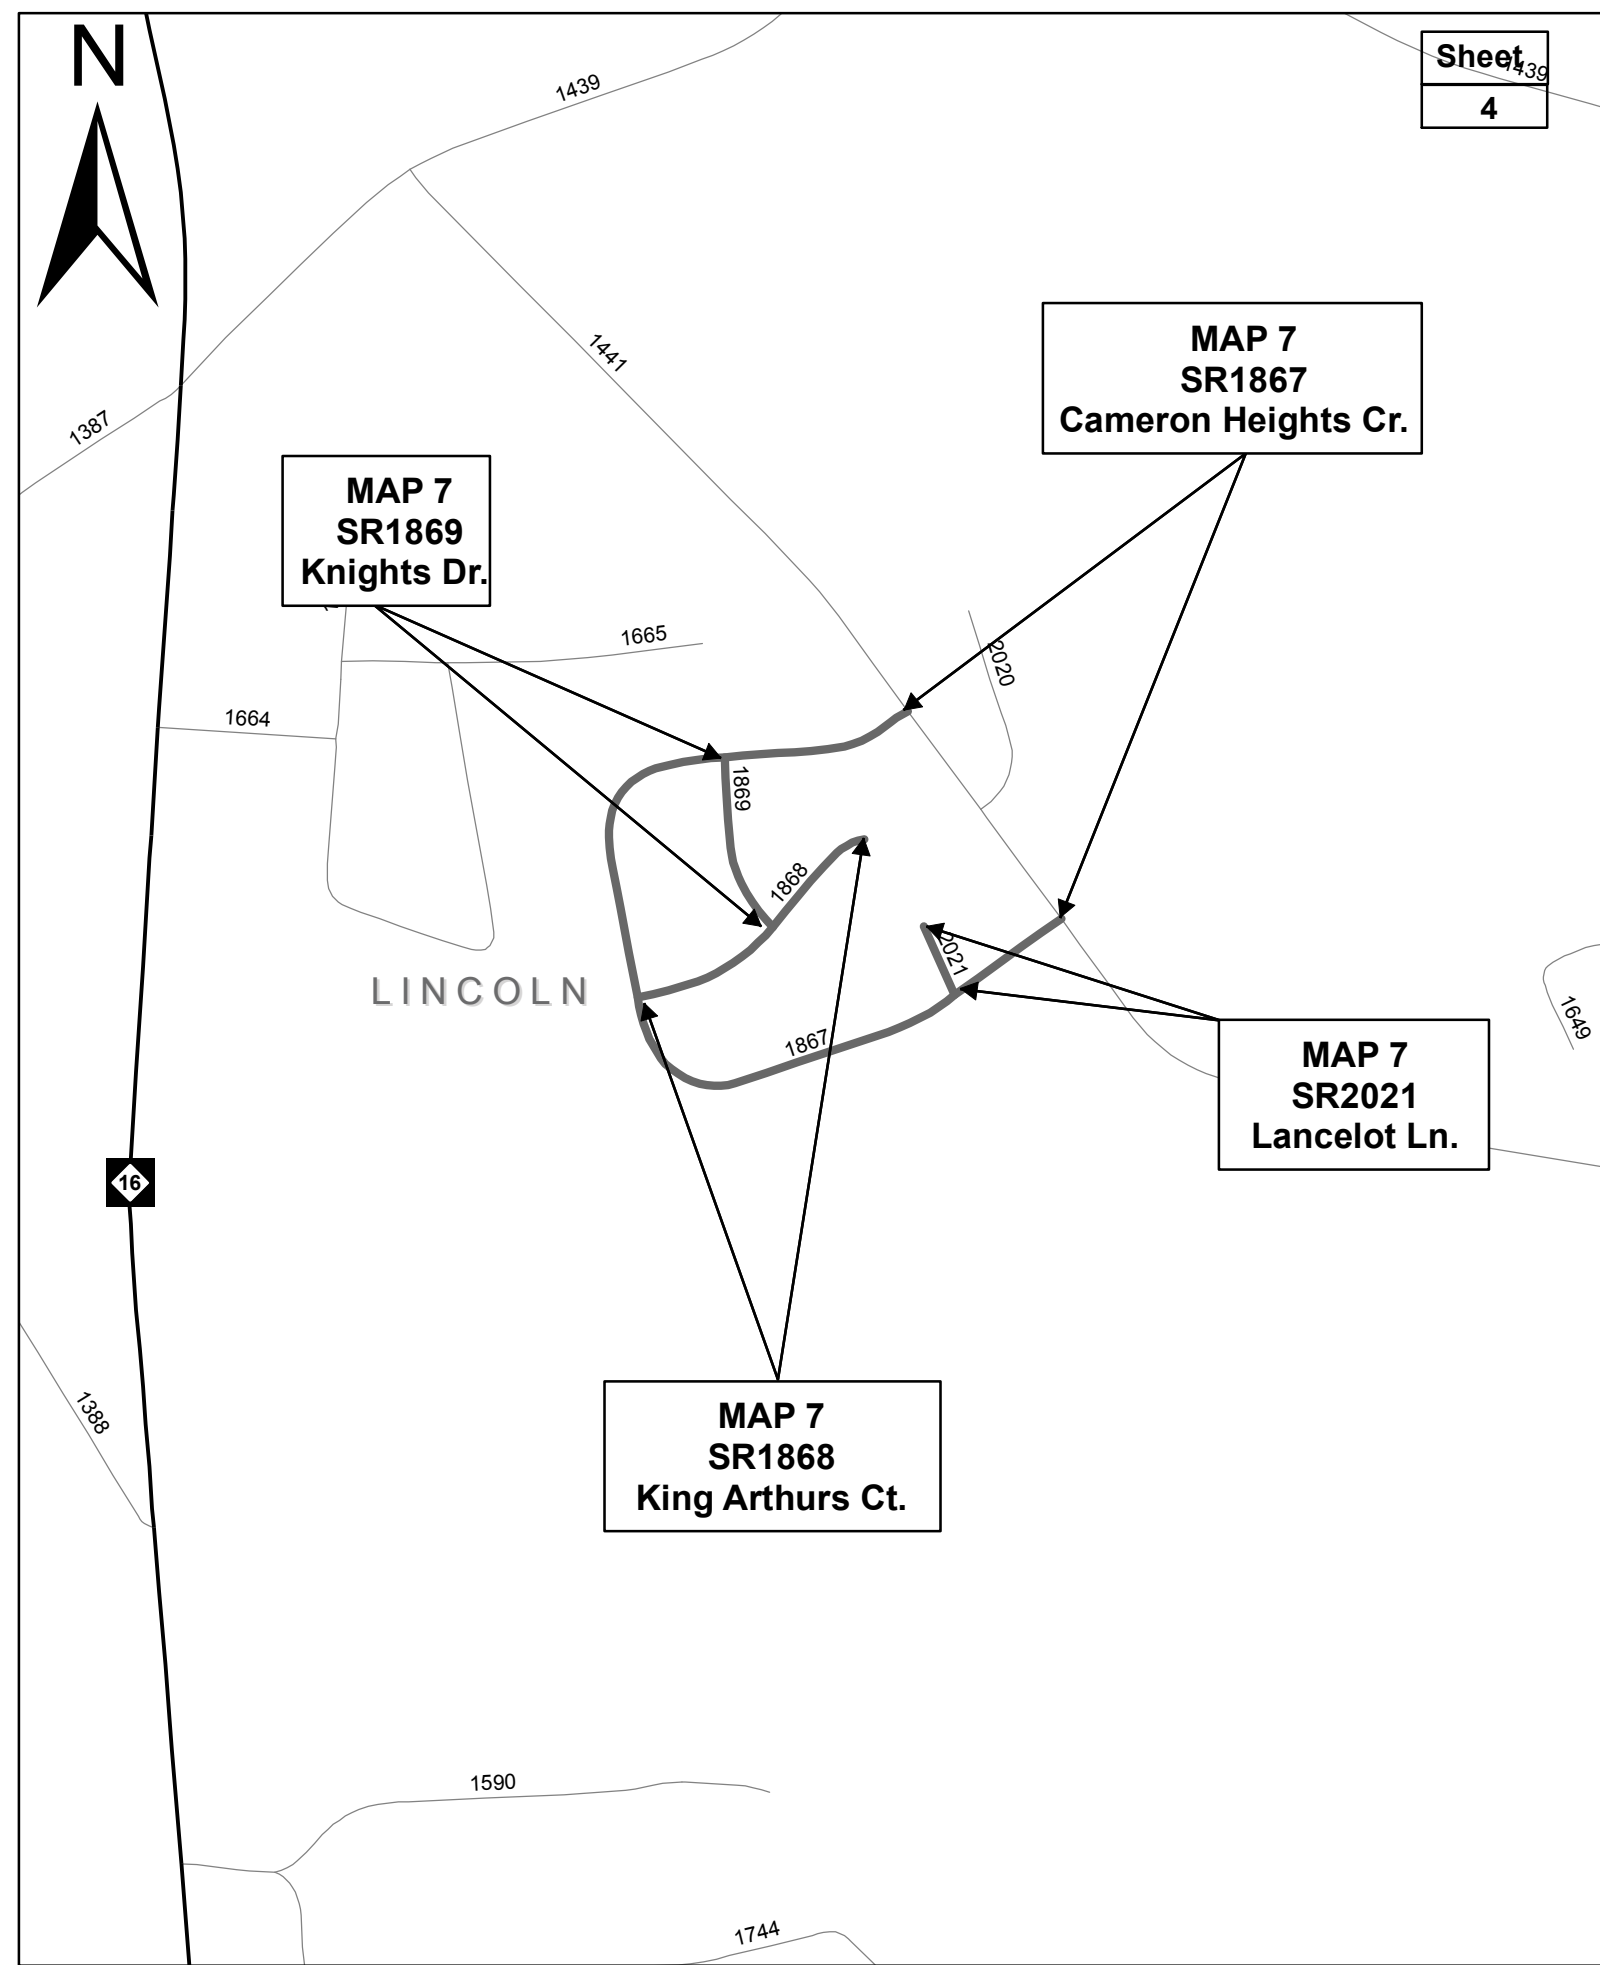 N
1439
Sheet
1439
4
1441
MAP 7
SR1867
Cameron Heights Cr.
1387
MAP 7
SR1869
Knights Dr.
1665
2020
1664
1869
1868
2021
LINCOLN
1649
1867
MAP 7
SR2021
Lancelot Ln.
16
1388
MAP 7
SR1868
King Arthurs Ct.
1590
1744